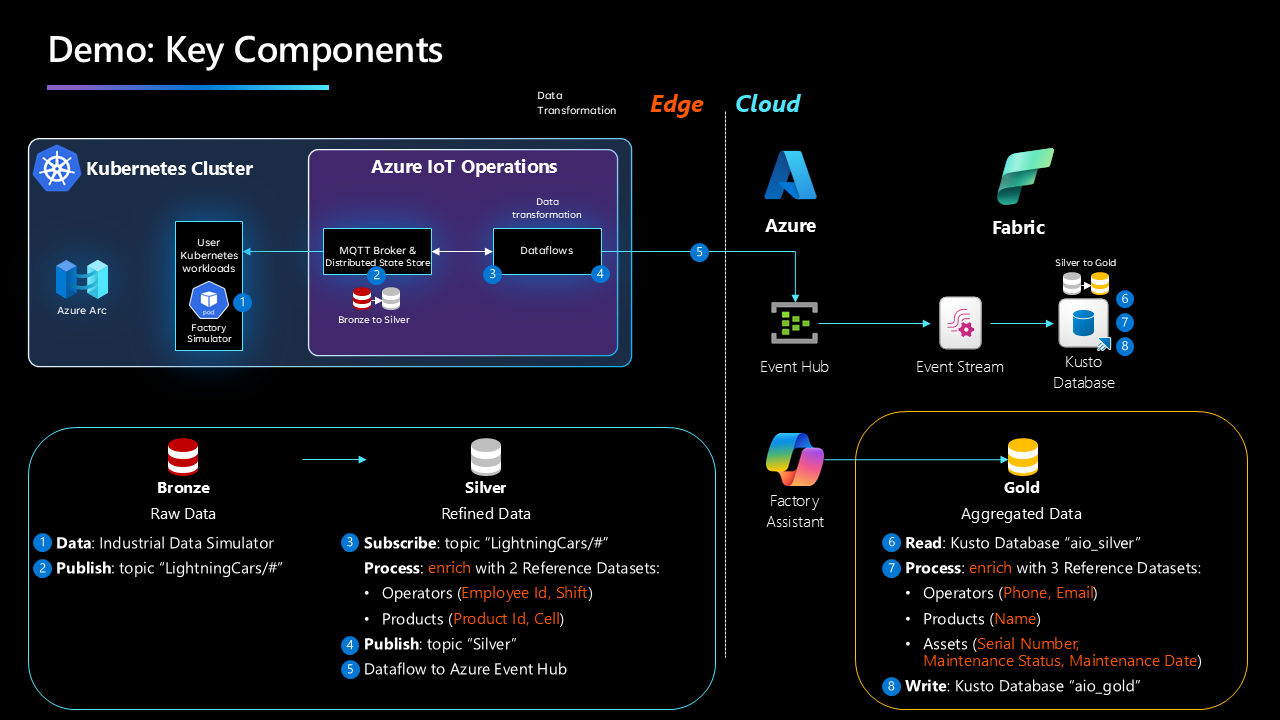 Demo: Key Components
Data
Transformation
Edge
Cloud
Kubernetes Cluster
Azure IoT Operations
Data
transformation
User
Kubernetes
workloads
pod
Factory
Simulator
1
Azure Arc
MQTT Broker &
Distributed State Store
2
Bronze to Silver
Dataflows
3
4
5
Azure
Fabric
Silver to Gold
6
7
8
Event Hub
Event Stream
Kusto
Database
Bronze
Raw Data
1 Data: Industrial Data Simulator
2 Publish: topic “LightningCars/#”
Silver
Refined Data
3 Subscribe: topic “LightningCars/#”
Process: enrich with 2 Reference Datasets:
• Operators (Employee Id, Shift)
• Products (Product Id, Cell)
4 Publish: topic “Silver”
5 Dataflow to Azure Event Hub
Factory
Assistant
Gold
Aggregated Data
6 Read: Kusto Database “aio_silver”
7 Process: enrich with 3 Reference Datasets:
• Operators (Phone, Email)
• Products (Name)
• Assets (Serial Number,
Maintenance Status, Maintenance Date)
8 Write: Kusto Database “aio_gold”